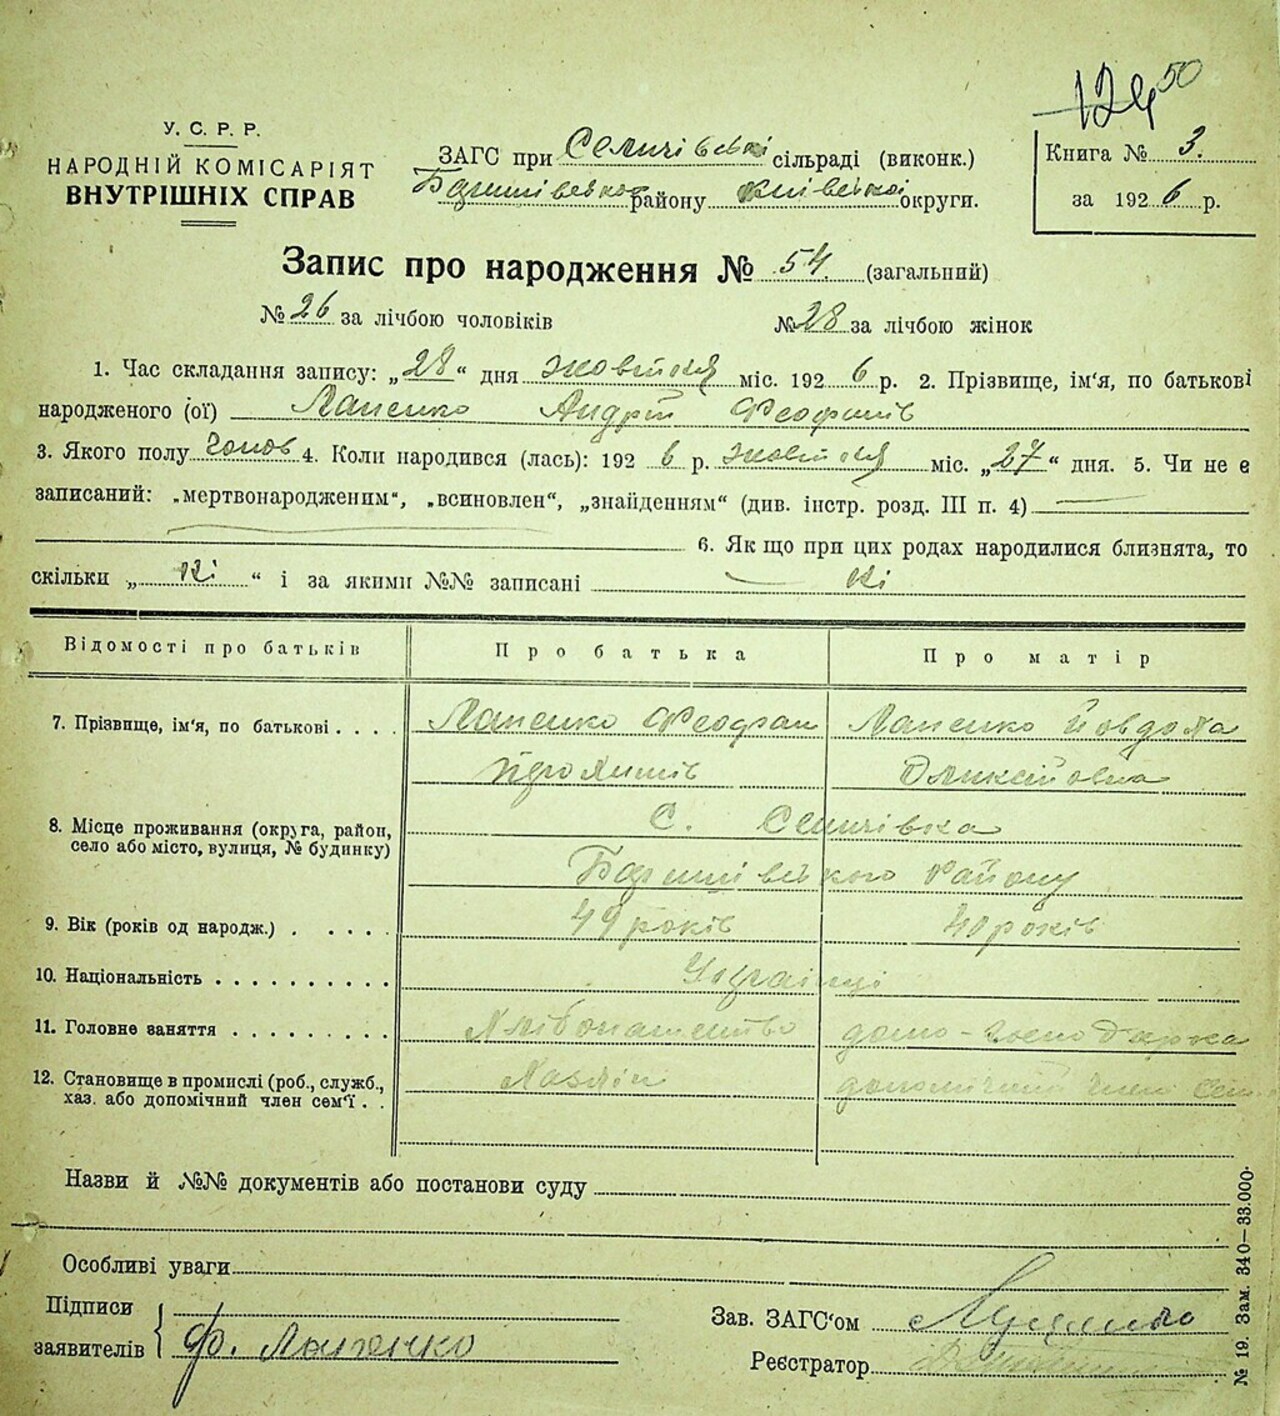 124 50
У. С. Р. Р.
НАРОДНІЙ КОМІСАРІЯТ
ВНУТРІШНІХ СПРАВ
ЗАГС при Семичівські сільраді (виконк.)
району Київської округи.
Книга № 3.
за 1926 р.
Запис про народження № 54. (загальний)
№ 26 за лічбою чоловіків № 28 за лічбою жінок
1. Час складання запису: „28“ дня жовтня міс. 1926 р. 2. Прізвище, ім'я, по батькові
народженого (ої) Лапенко Андрій Феофанів
3. Якого полу чолов 4. Коли народився (лась): 1926 р. жовтня міс. „27“ дня. 5. Чи не є
записаний: „мертвонародженим“, „всиновлен“, „знайденням“ (див. інстр. розд. III п. 4)
6. Як що при цих родах народилися близнята, то
скільки „Ні“ і за якими №№ записані Ні
Відомості про батьків Про батька Про матір
7. Прізвище, ім'я, по батькові . . . . Лапенко Феофан Лапенко Йовдоха
Олексіївна
8. Місце проживання (округа, район, село або місто, вулиця, № будинку) С. Семичівка
району
9. Вік (років од народж.) . . . . . 49 років 40 років
10. Національність . . . . . . . . . . Українці
11. Головне заняття . . . . . . . . . Хлібопашество домо-господарка
12. Становище в промислі (роб., служб.,
хаз. або допомічний член сем'ї . . Хазяїн допомічний член сем
Назви й №№ документів або постанови суду
Особливі уваги
Підписи
заявителів Ф. Лапенко
Зав. ЗАГС'ом
Реєстратор
№ 19. Зам. 340–33.000.